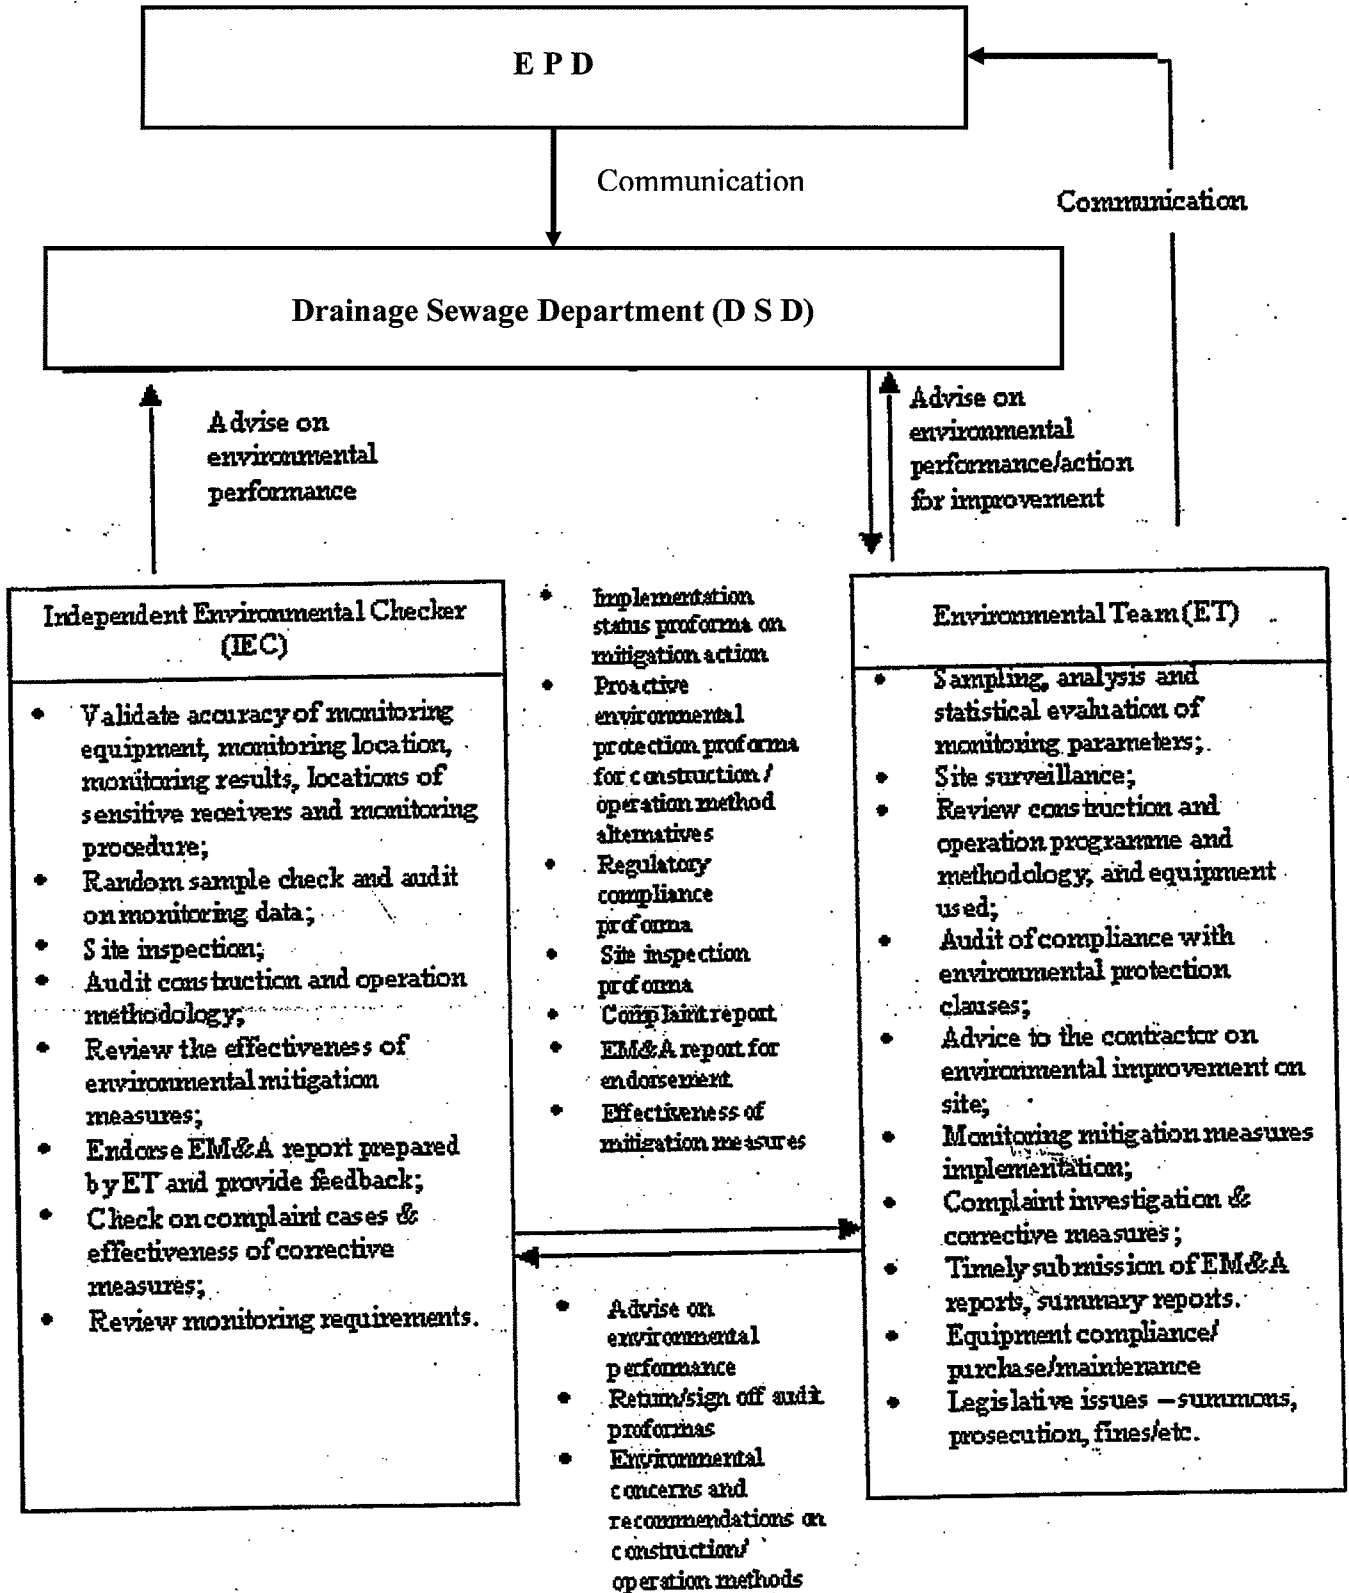 E P D
Communication
Communication
Drainage Sewage Department (D S D)
Advise on
environmental
performance
Advise on
environmental
performance/action
for improvement
Independent Environmental Checker
(IEC)
• Validate accuracy of monitoring
equipment, monitoring location,
monitoring results, locations of
sensitive receivers and monitoring
procedure;
• Random sample check and audit
on monitoring data;
• Site inspection;
• Audit construction and operation
methodology;
• Review the effectiveness of
environmental mitigation
measures;
• Endorse EM&A report prepared
by ET and provide feedback;
• Check on complaint cases &
effectiveness of corrective
measures;
• Review monitoring requirements.
• Implementation
status proforma on
mitigation action
• Proactive
environmental
protection proforma
for construction/
operation method
alternatives
• Regulatory
compliance
proforma
• Site inspection
proforma
• Complaint report
• EM&A report for
endorsement
• Effectiveness of
mitigation measures
• Advise on
environmental
performance
• Return/sign off audit
proformas
• Environmental
concerns and
recommendations on
construction/
operation methods
Environmental Team (ET)
• Sampling, analysis and
statistical evaluation of
monitoring parameters;
• Site surveillance;
• Review construction and
operation programme and
methodology, and equipment
used;
• Audit of compliance with
environmental protection
clauses;
• Advice to the contractor on
environmental improvement on
site;
• Monitoring mitigation measures
implementation;
• Complaint investigation &
corrective measures;
• Timely submission of EM&A
reports, summary reports.
• Equipment compliance/
purchase/maintenance
• Legislative issues – summons,
prosecution, fines/etc.